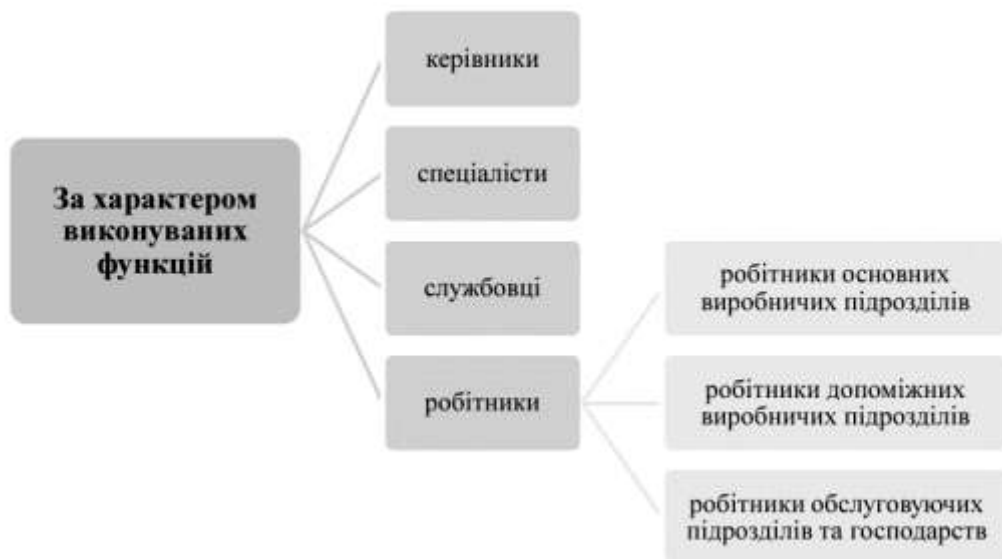 керівники
спеціалісти
За характером
виконуваних
функцій
службовці
робітники
робітники основних
виробничих підрозділів
робітники допоміжних
виробничих підрозділів
робітники обслуговуючих
підрозділів та господарств